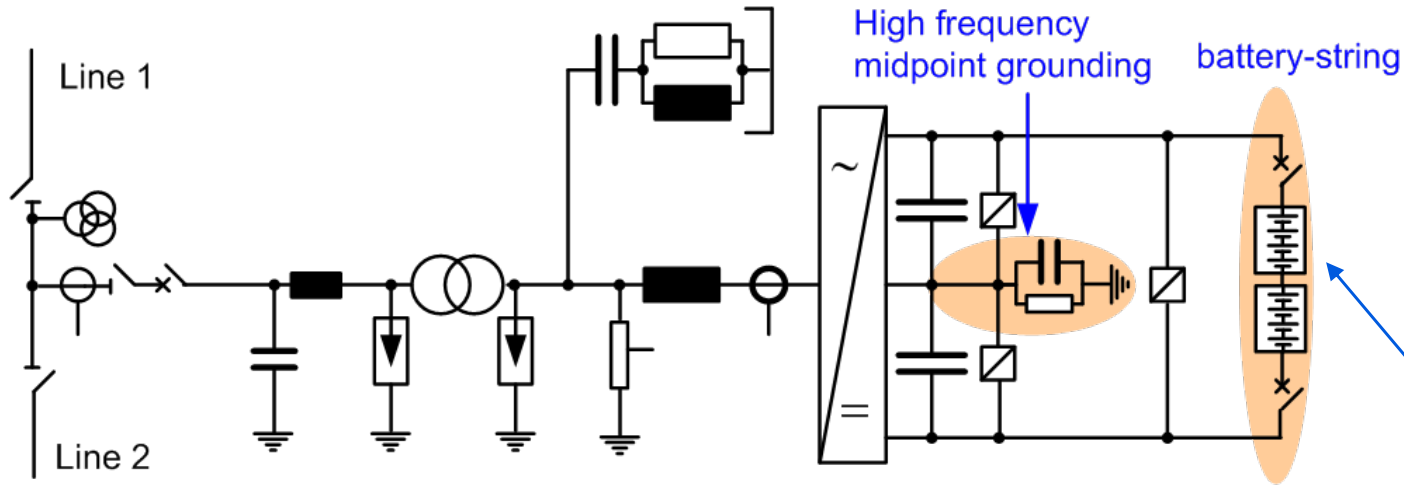 Line 1
High frequency
midpoint grounding
battery-string
~
=
Line 2